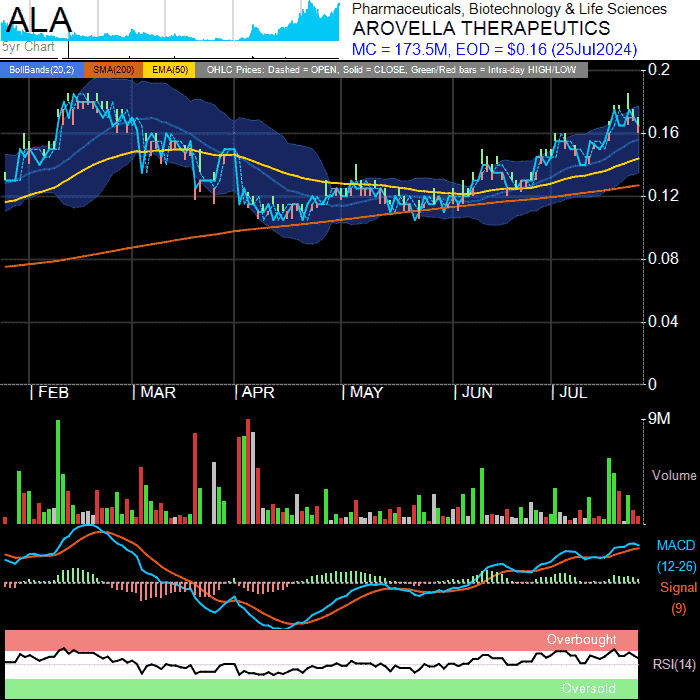 ALA
5yr Chart
Pharmaceuticals, Biotechnology & Life Sciences
AROVELLA THERAPEUTICS
MC = 173.5M, EOD = $0.16 (25Jul2024)
BollBands(20,2) SMA(200) EMA(50) OHLC Prices: Dashed = OPEN, Solid = CLOSE, Green/Red bars = Intra-day HIGH/LOW
0.2
0.16
0.12
0.08
0.04
0
| FEB | MAR | APR | MAY | JUN | JUL
9M
Volume
MACD
(12-26)
Signal
(9)
Overbought
RSI(14)
Oversold